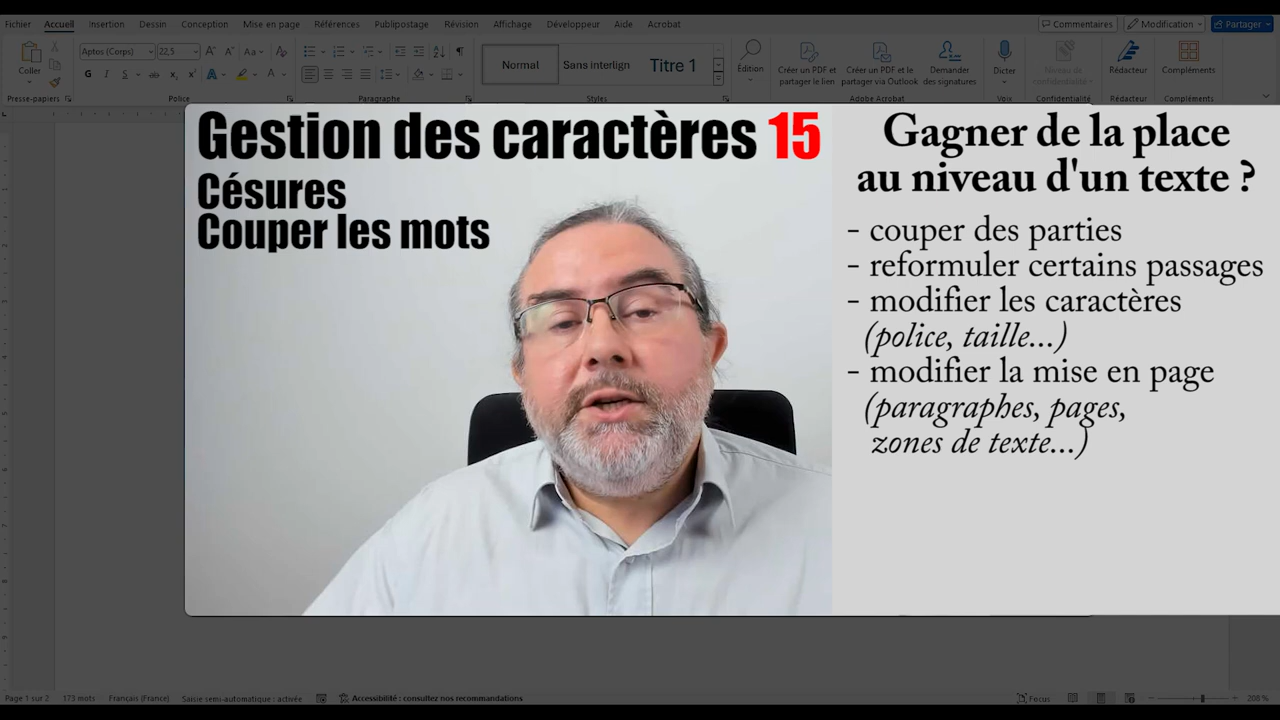 Fichier Accueil Insertion Dessin Conception Mise en page Références Publipostage Révision Affichage Développeur Aide Acrobat Commentaires Modification Partager
Aptos (Corps) 22,5
Coller
G I S
Normal Sans interlign Titre 1
Édition
Créer un PDF et partager le lien
Créer un PDF et partager via Outlook
Demander des signatures
Dicter
Niveau de confidentialité
Rédacteur
Compléments
Presse-papiers Police Paragraphe Styles Adobe Acrobat Voix Confidentialité Rédacteur Compléments
Gestion des caractères 15
Césures
Couper les mots
Gagner de la place
au niveau d'un texte ?
- couper des parties
- reformuler certains passages
- modifier les caractères
(police, taille...)
- modifier la mise en page
(paragraphes, pages,
zones de texte...)
Page 1 sur 2 173 mots Français (France) Saisie semi-automatique : activée Accessibilité : consultez nos recommandations Focus 208 %